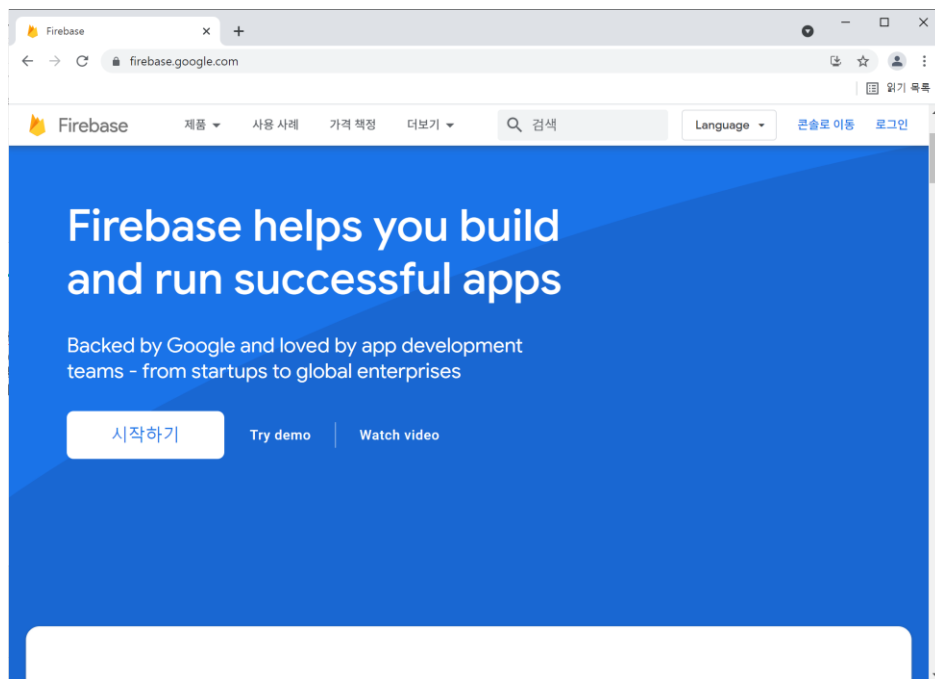 Firebase
firebase.google.com
읽기 목록
Firebase 제품 사용 사례 가격 책정 더보기 검색 Language 콘솔로 이동 로그인
Firebase helps you build
and run successful apps
Backed by Google and loved by app development
teams - from startups to global enterprises
시작하기 Try demo Watch video